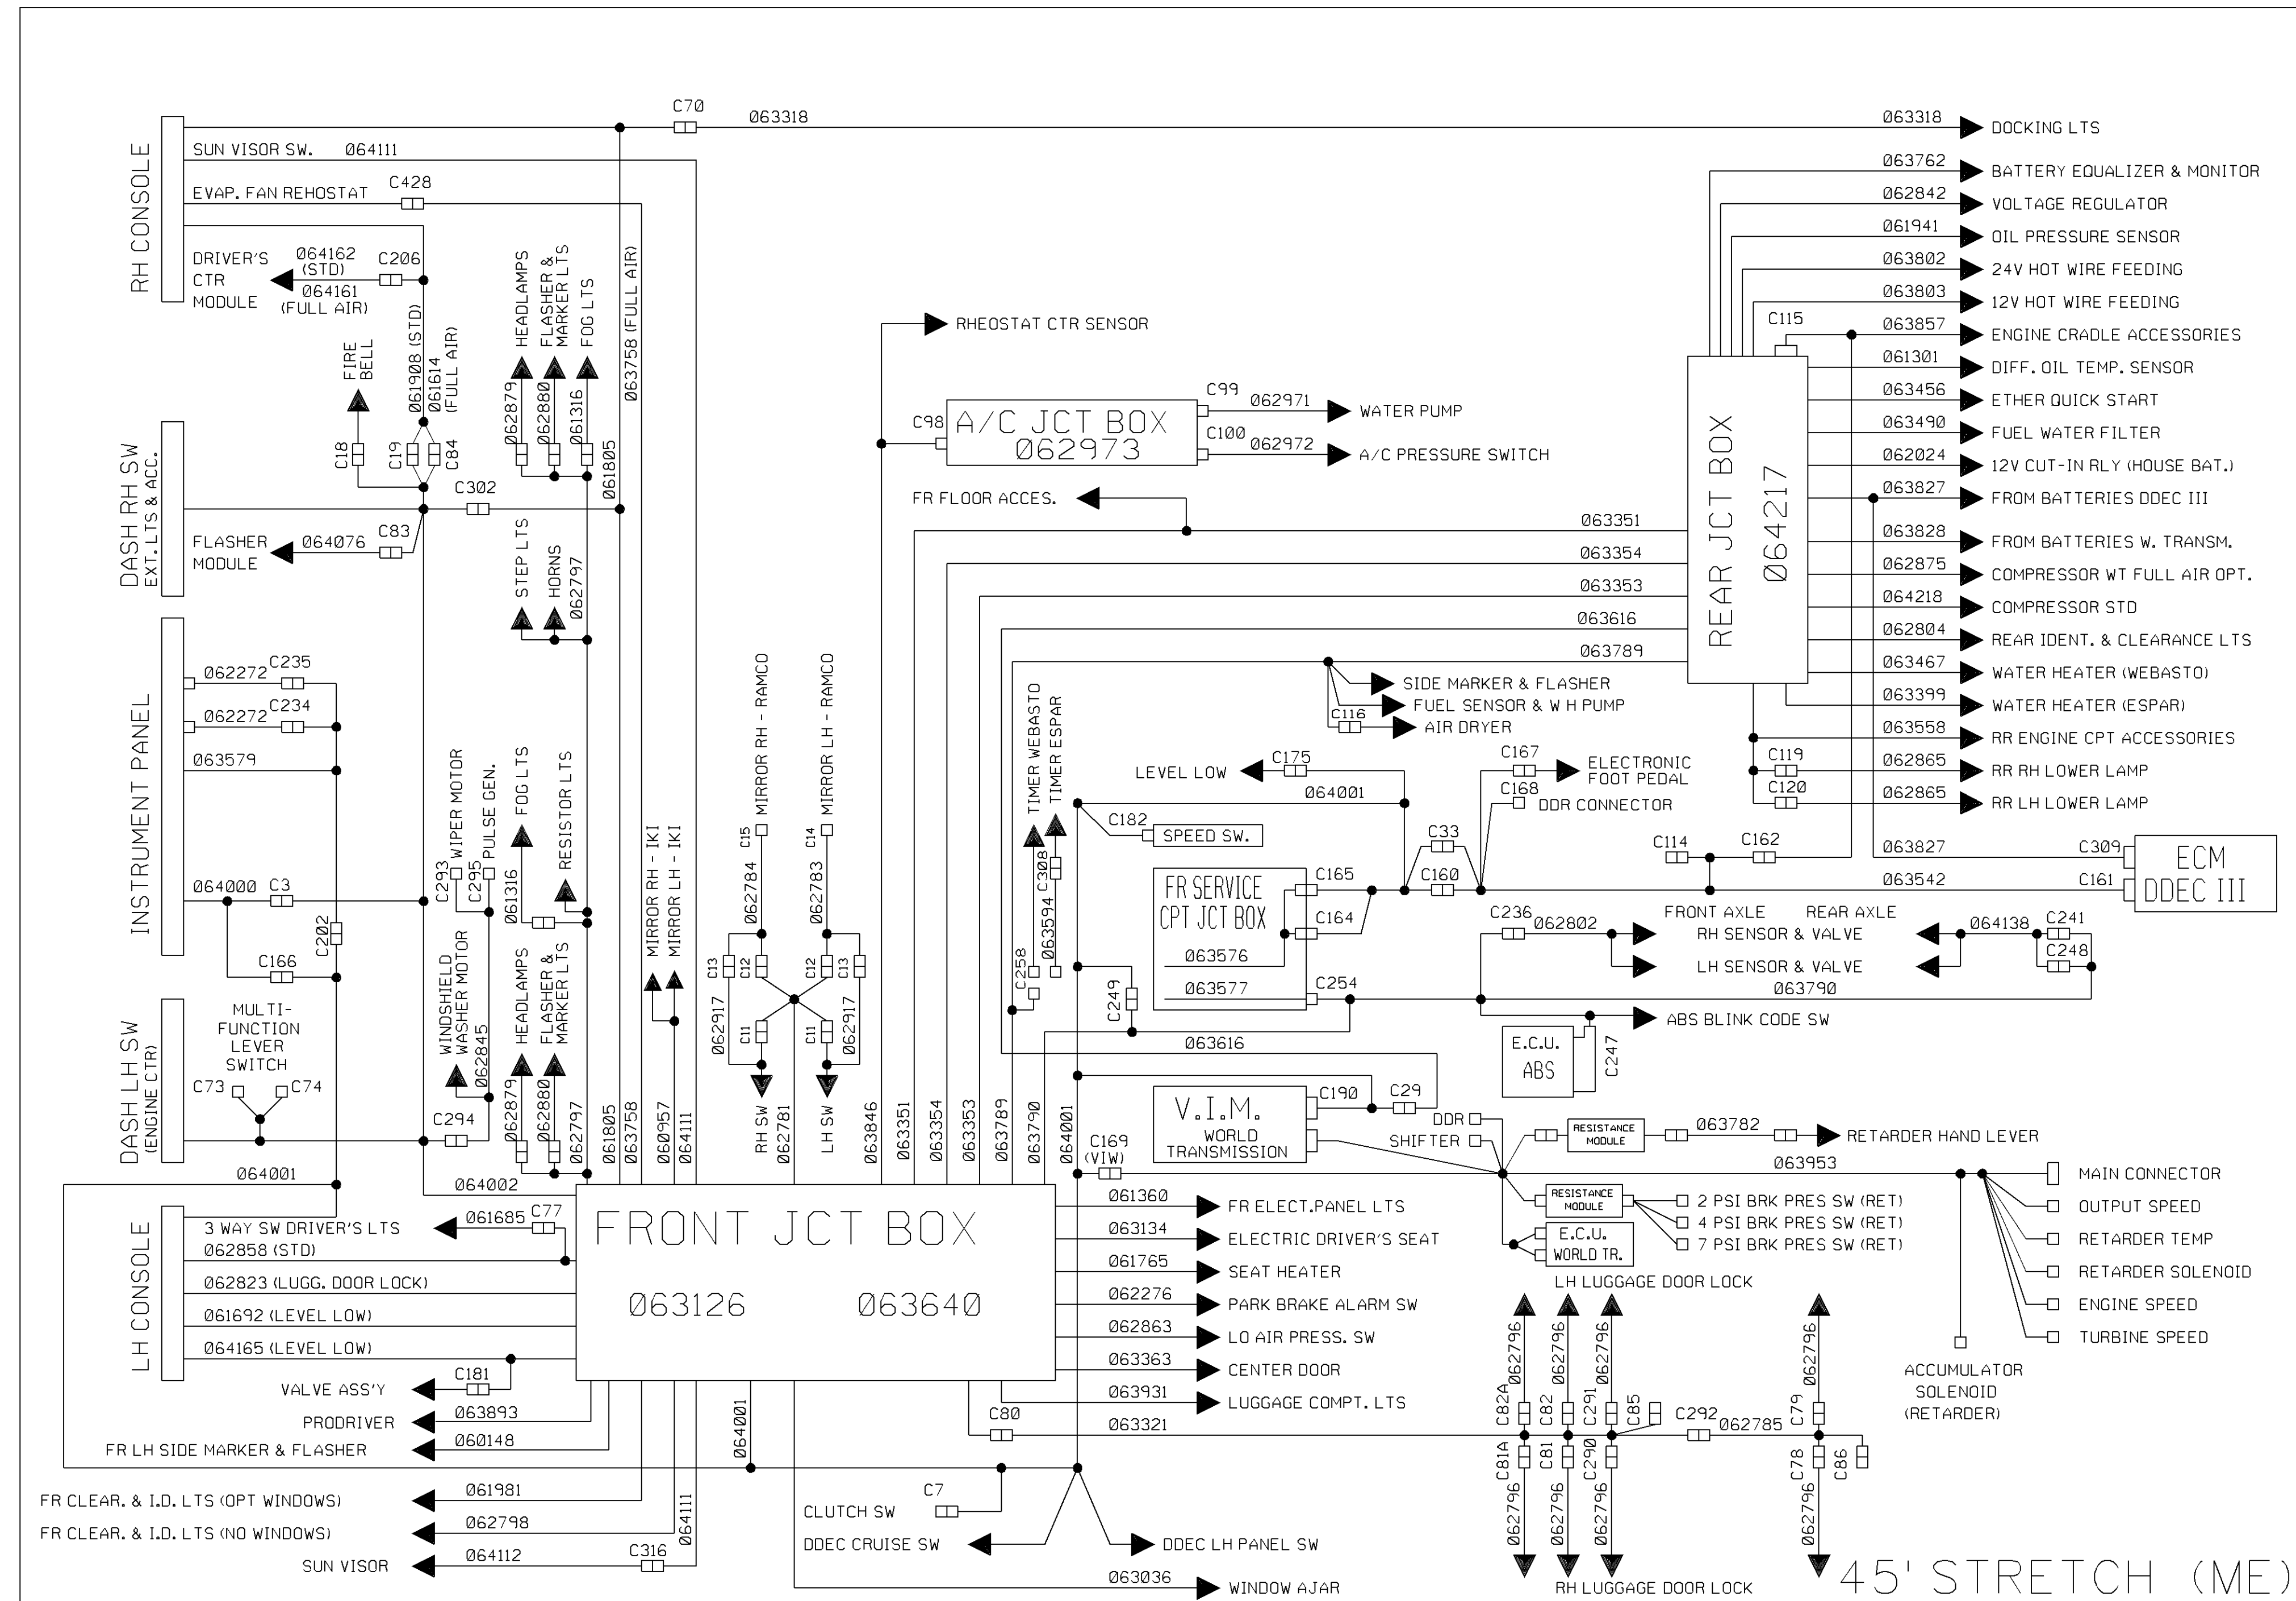 C70
063318
063318
DOCKING LTS
RH CONSOLE
SUN VISOR SW. 064111
EVAP. FAN REHOSTAT
C428
DRIVER'S
CTR
MODULE
064162
(STD)
064161
(FULL AIR)
C206
061908 (STD)
061614
(FULL AIR)
FIRE
BELL
C18
C19
C84
HEADLAMPS
FLASHER &
MARKER LTS
FOG LTS
062879
062880
061316
061805
063758 (FULL AIR)
DASH RH SW
EXT. LTS & ACC.
C302
FLASHER
MODULE
064076
C83
STEP LTS
HORNS
062797
INSTRUMENT PANEL
062272
C235
062272
C234
063579
064000
C3
C202
C166
WIPER MOTOR
PULSE GEN.
C293
C295
FOG LTS
061316
RESISTOR LTS
DASH LH SW
(ENGINE CTR)
MULTI-
FUNCTION
LEVER
SWITCH
C73
C74
WINDSHIELD
WASHER MOTOR
062845
C294
HEADLAMPS
FLASHER &
MARKER LTS
062879
062880
062797
061805
063758
060957
064111
MIRROR RH - IKI
MIRROR LH - IKI
MIRROR RH - RAMCO
MIRROR LH - RAMCO
C15
C14
062784
062783
C13
C12
C12
C13
062917
C11
C11
062917
RH SW
062781
LH SW
063846
063351
063354
063353
063789
063790
064001
RHEOSTAT CTR SENSOR
C98
A/C JCT BOX
062973
C99
062971
WATER PUMP
C100
062972
A/C PRESSURE SWITCH
FR FLOOR ACCES.
063351
063354
063353
063616
063789
SIDE MARKER & FLASHER
FUEL SENSOR & W H PUMP
C116
AIR DRYER
TIMER WEBASTO
TIMER ESPAR
C308
063594
C258
LEVEL LOW
C175
064001
C182
SPEED SW.
C167
ELECTRONIC
FOOT PEDAL
C168
DDR CONNECTOR
C33
C160
FR SERVICE
CPT JCT BOX
C165
C164
063576
063577
C254
C249
063616
REAR JCT BOX
064217
063762
BATTERY EQUALIZER & MONITOR
062842
VOLTAGE REGULATOR
061941
OIL PRESSURE SENSOR
063802
24V HOT WIRE FEEDING
063803
12V HOT WIRE FEEDING
C115
063857
ENGINE CRADLE ACCESSORIES
061301
DIFF. OIL TEMP. SENSOR
063456
ETHER QUICK START
063490
FUEL WATER FILTER
062024
12V CUT-IN RLY (HOUSE BAT.)
063827
FROM BATTERIES DDEC III
063828
FROM BATTERIES W. TRANSM.
062875
COMPRESSOR WT FULL AIR OPT.
064218
COMPRESSOR STD
062804
REAR IDENT. & CLEARANCE LTS
063467
WATER HEATER (WEBASTO)
063399
WATER HEATER (ESPAR)
063558
RR ENGINE CPT ACCESSORIES
C119
062865
RR RH LOWER LAMP
C120
062865
RR LH LOWER LAMP
C114
C162
063827
C309
ECM
DDEC III
063542
C161
C236
062802
FRONT AXLE
REAR AXLE
RH SENSOR & VALVE
LH SENSOR & VALVE
064138
C241
C248
063790
ABS BLINK CODE SW
E.C.U.
ABS
C247
V.I.M.
WORLD
TRANSMISSION
C190
C29
C169
(VIW)
DDR
SHIFTER
RESISTANCE
MODULE
063782
RETARDER HAND LEVER
063953
RESISTANCE
MODULE
2 PSI BRK PRES SW (RET)
4 PSI BRK PRES SW (RET)
7 PSI BRK PRES SW (RET)
E.C.U.
WORLD TR.
MAIN CONNECTOR
OUTPUT SPEED
RETARDER TEMP
RETARDER SOLENOID
ENGINE SPEED
TURBINE SPEED
ACCUMULATOR
SOLENOID
(RETARDER)
064001
064002
LH CONSOLE
3 WAY SW DRIVER'S LTS
061685
C77
062858 (STD)
062823 (LUGG. DOOR LOCK)
061692 (LEVEL LOW)
064165 (LEVEL LOW)
FRONT JCT BOX
063126
063640
061360
FR ELECT.PANEL LTS
063134
ELECTRIC DRIVER'S SEAT
061765
SEAT HEATER
062276
PARK BRAKE ALARM SW
062863
LO AIR PRESS. SW
063363
CENTER DOOR
063931
LUGGAGE COMPT. LTS
C80
063321
VALVE ASS'Y
C181
PRODRIVER
063893
FR LH SIDE MARKER & FLASHER
060148
064001
FR CLEAR. & I.D. LTS (OPT WINDOWS)
061981
FR CLEAR. & I.D. LTS (NO WINDOWS)
062798
064111
SUN VISOR
064112
C316
CLUTCH SW
C7
DDEC CRUISE SW
DDEC LH PANEL SW
063036
WINDOW AJAR
LH LUGGAGE DOOR LOCK
062796
062796
062796
062796
C82A
C82
C291
C85
C292
062785
C79
C81A
C81
C290
C78
C86
062796
062796
062796
062796
RH LUGGAGE DOOR LOCK
45' STRETCH (ME)